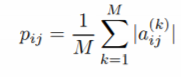 $p_{ij} = \frac{1}{M} \sum_{k=1}^{M} |a_{ij}^{(k)}|$